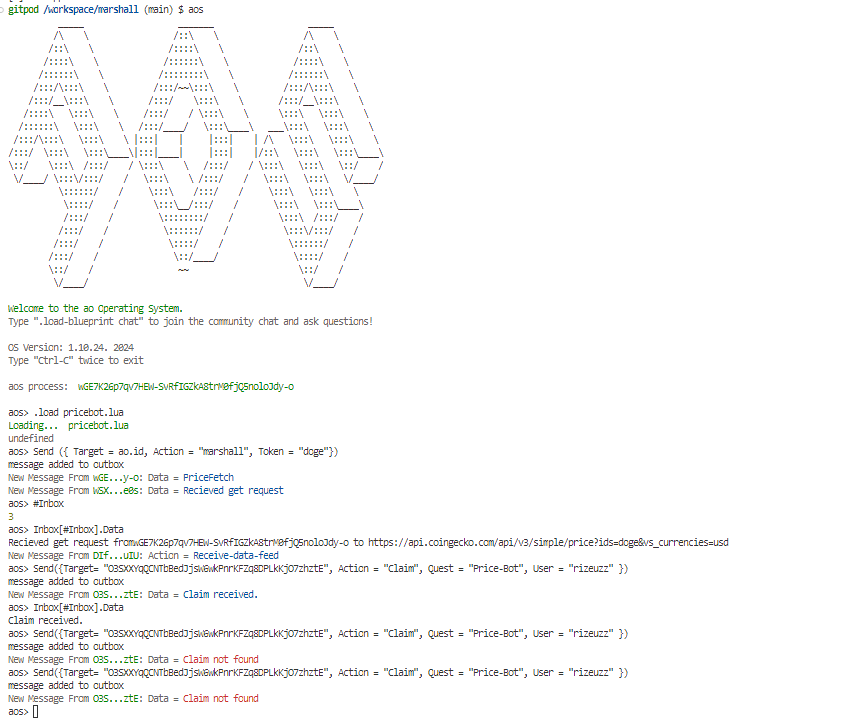 gitpod /workspace/marshall (main) $ aos
Welcome to the ao Operating System.
Type ".load-blueprint chat" to join the community chat and ask questions!
OS Version: 1.10.24. 2024
Type "Ctrl-C" twice to exit
aos process: wGE7K26p7qv7HEW-SvRfIGZkA8trM0fjQ5noloJdy-o
aos> .load pricebot.lua
Loading... pricebot.lua
undefined
aos> Send ({ Target = ao.id, Action = "marshall", Token = "doge"})
message added to outbox
New Message From wGE...y-o: Data = PriceFetch
New Message From WSX...e0s: Data = Recieved get request
aos> #Inbox
3
aos> Inbox[#Inbox].Data
Recieved get request fromwGE7K26p7qv7HEW-SvRfIGZkA8trM0fjQ5noloJdy-o to https://api.coingecko.com/api/v3/simple/price?ids=doge&vs_currencies=usd
New Message From DIf...uIU: Action = Receive-data-feed
aos> Send({Target= "O3SXXYqQCNTbBedJjsW6wkPnrKFZq8DPLkKjO7zhztE", Action = "Claim", Quest = "Price-Bot", User = "rizeuzz" })
message added to outbox
New Message From O3S...ztE: Data = Claim received.
aos> Inbox[#Inbox].Data
Claim received.
aos> Send({Target= "O3SXXYqQCNTbBedJjsW6wkPnrKFZq8DPLkKjO7zhztE", Action = "Claim", Quest = "Price-Bot", User = "rizeuzz" })
message added to outbox
New Message From O3S...ztE: Data = Claim not found
aos> Send({Target= "O3SXXYqQCNTbBedJjsW6wkPnrKFZq8DPLkKjO7zhztE", Action = "Claim", Quest = "Price-Bot", User = "rizeuzz" })
message added to outbox
New Message From O3S...ztE: Data = Claim not found
aos>